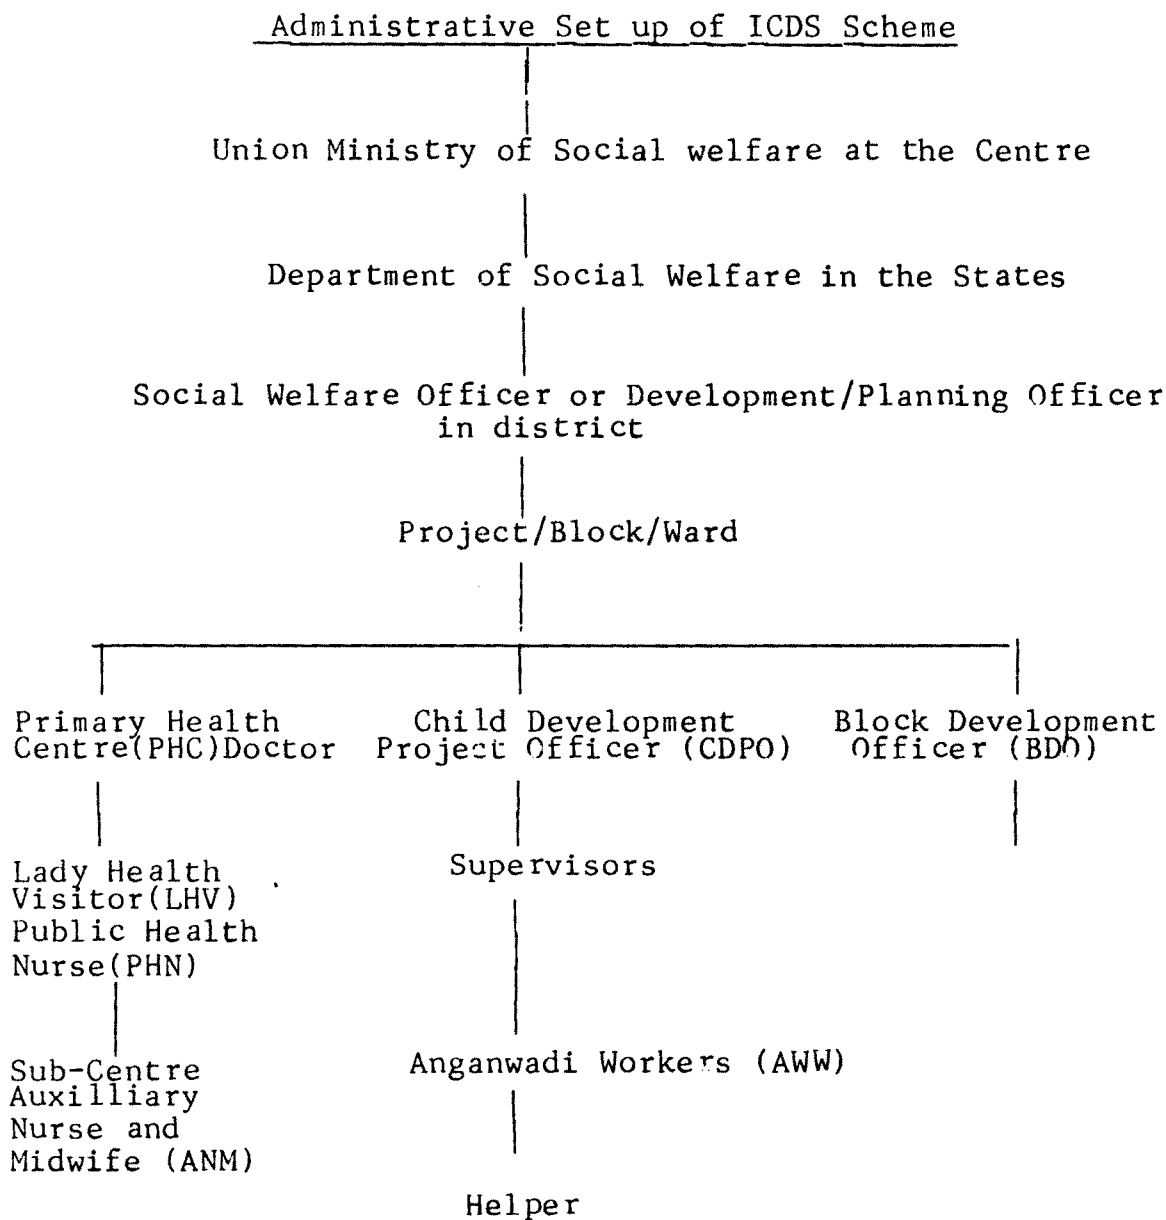 Administrative Set up of ICDS Scheme
Union Ministry of Social welfare at the Centre
Department of Social Welfare in the States
Social Welfare Officer or Development/Planning Officer
in district
Project/Block/Ward
Primary Health
Centre(PHC)Doctor
Child Development
Project Officer (CDPO)
Block Development
Officer (BDO)
Lady Health
Visitor(LHV)
Public Health
Nurse(PHN)
Supervisors
Sub-Centre
Auxilliary
Nurse and
Midwife (ANM)
Anganwadi Workers (AWW)
Helper